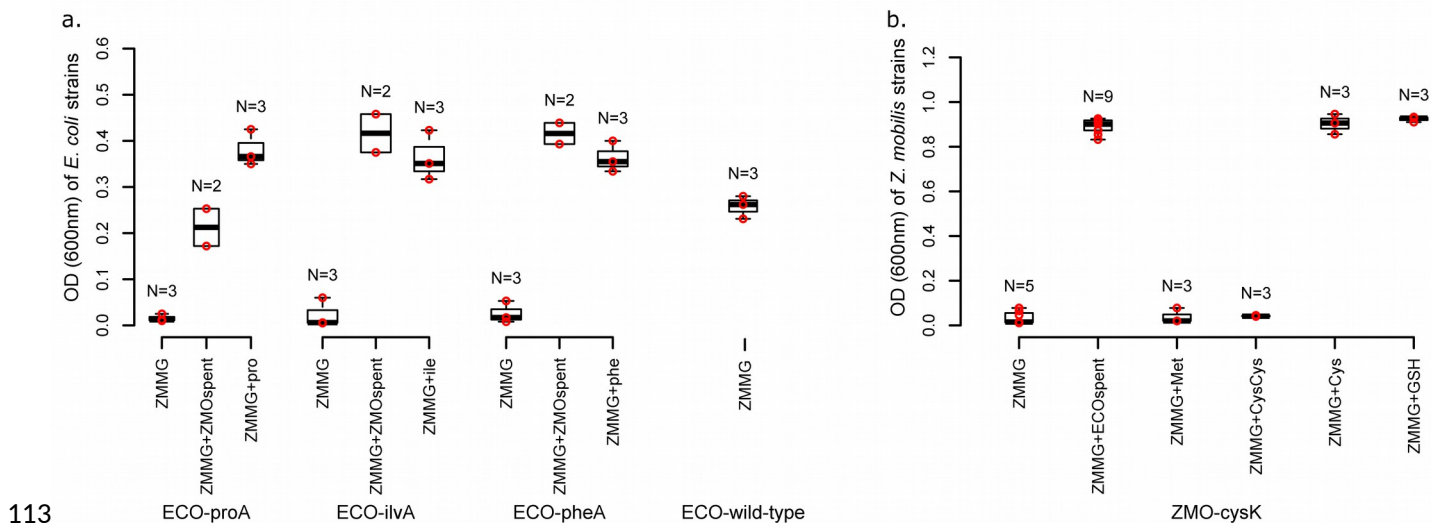 a.
OD (600nm) of E. coli strains
0.0
0.1
0.2
0.3
0.4
0.5
0.6
N=3
N=2
N=3
N=3
N=2
N=3
N=3
N=2
N=3
N=3
ZMMG
ZMMG+ZMOspent
ZMMG+pro
ZMMG
ZMMG+ZMOspent
ZMMG+ile
ZMMG
ZMMG+ZMOspent
ZMMG+phe
ZMMG
ECO-proA
ECO-ilvA
ECO-pheA
ECO-wild-type
b.
OD (600nm) of Z. mobilis strains
0.0
0.2
0.4
0.6
0.8
1.0
1.2
N=5
N=9
N=3
N=3
N=3
N=3
ZMMG
ZMMG+ECOspent
ZMMG+Met
ZMMG+CysCys
ZMMG+Cys
ZMMG+GSH
ZMO-cysK
113